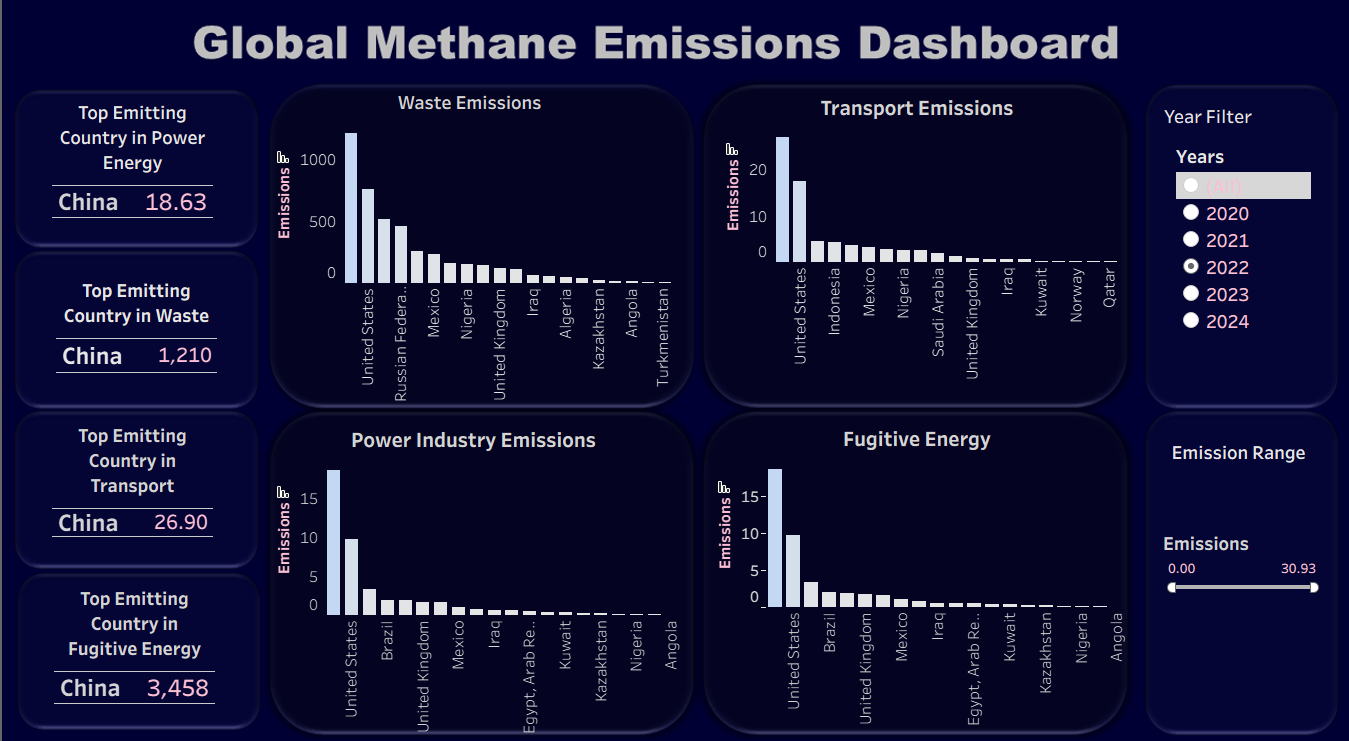 Global Methane Emissions Dashboard
Top Emitting
Country in Power
Energy
China 18.63
Top Emitting
Country in Waste
China 1,210
Top Emitting
Country in
Transport
China 26.90
Top Emitting
Country in
Fugitive Energy
China 3,458
Waste Emissions
Emissions
1000
500
0
United States
Russian Federa..
Mexico
Nigeria
United Kingdom
Iraq
Algeria
Kazakhstan
Angola
Turkmenistan
Transport Emissions
Emissions
20
10
0
United States
Indonesia
Mexico
Nigeria
Saudi Arabia
United Kingdom
Iraq
Kuwait
Norway
Qatar
Power Industry Emissions
Emissions
15
10
5
0
United States
Brazil
United Kingdom
Mexico
Iraq
Egypt, Arab Re..
Kuwait
Kazakhstan
Nigeria
Angola
Fugitive Energy
Emissions
15
10
5
0
United States
Brazil
United Kingdom
Mexico
Iraq
Egypt, Arab Re..
Kuwait
Kazakhstan
Nigeria
Angola
Year Filter
Years
(All)
2020
2021
2022
2023
2024
Emission Range
Emissions
0.00 30.93